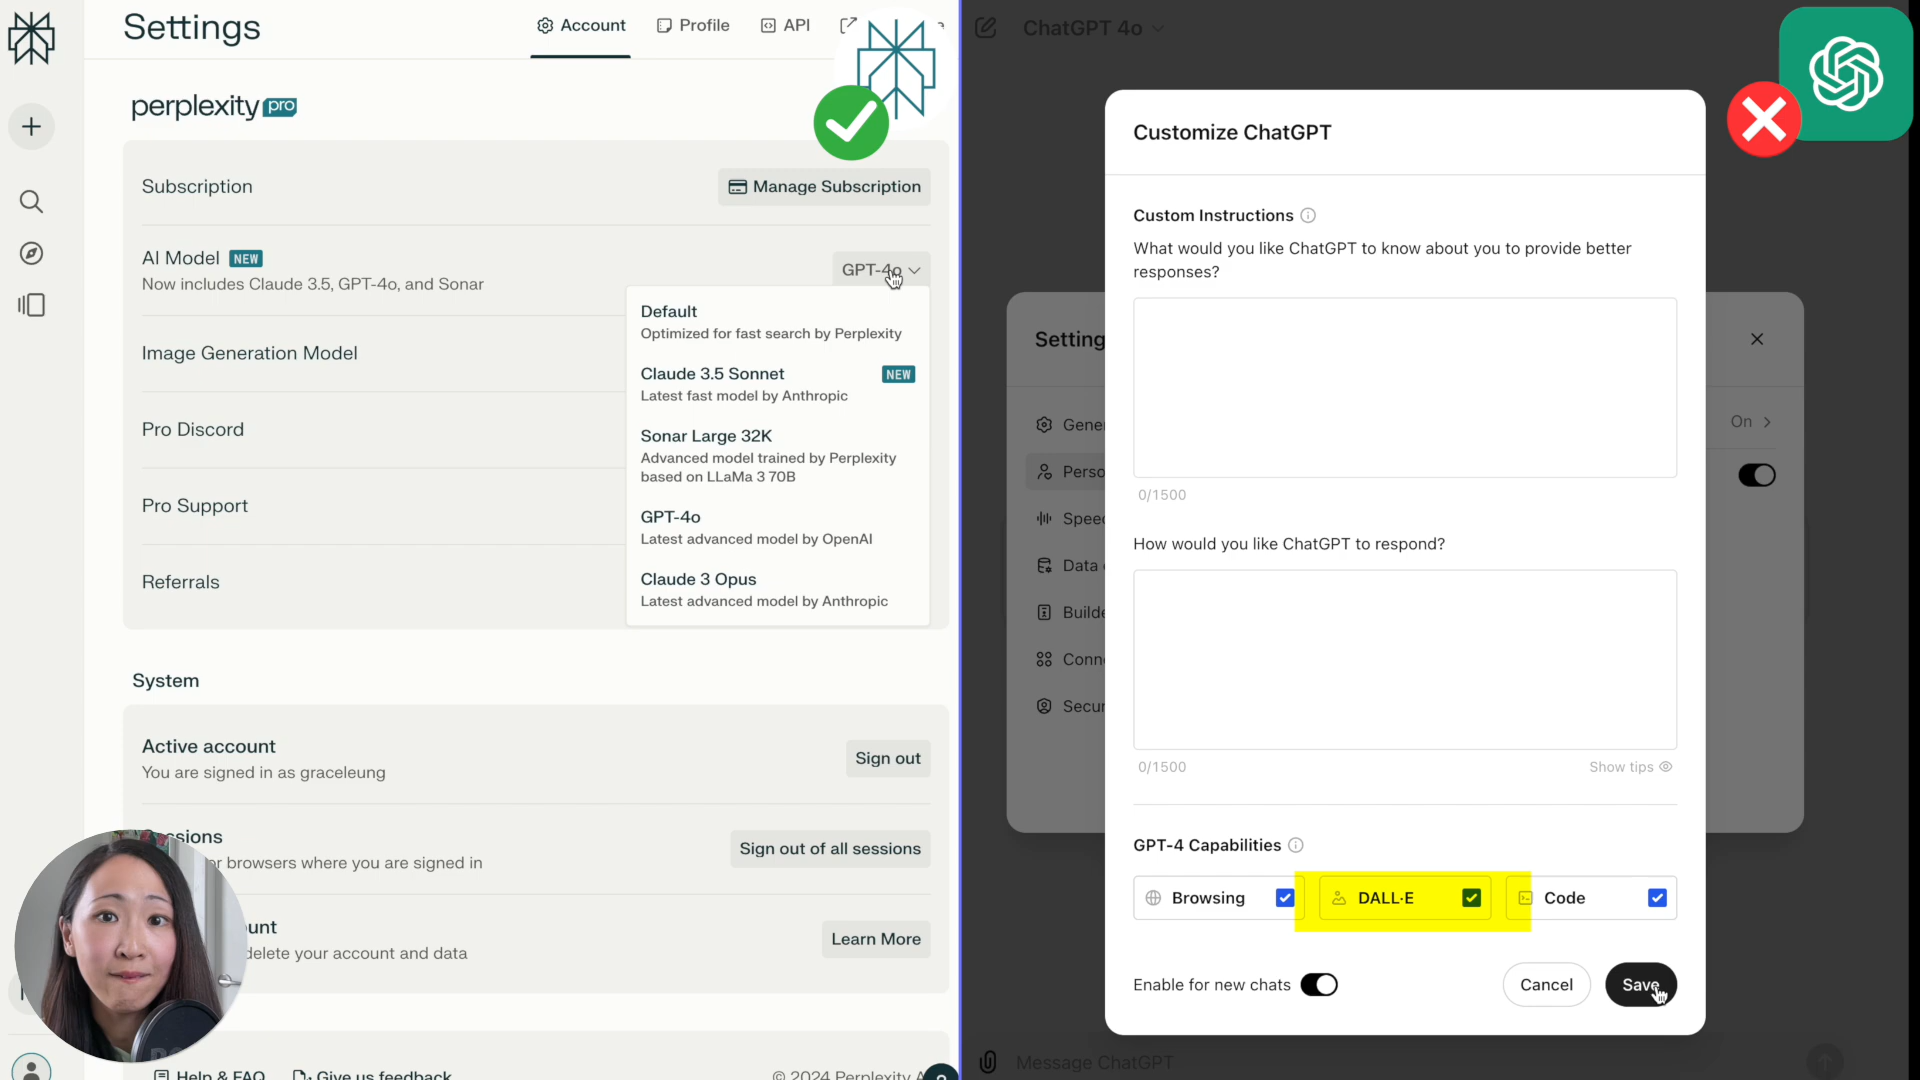 Settings
Account
Profile
API
perplexity pro
Subscription
Manage Subscription
AI Model NEW
Now includes Claude 3.5, GPT-4o, and Sonar
GPT-4o
Default
Optimized for fast search by Perplexity
Claude 3.5 Sonnet NEW
Latest fast model by Anthropic
Sonar Large 32K
Advanced model trained by Perplexity
based on LLaMa 3 70B
GPT-4o
Latest advanced model by OpenAI
Claude 3 Opus
Latest advanced model by Anthropic
Image Generation Model
Pro Discord
Pro Support
Referrals
System
Active account
You are signed in as graceleung
Sign out
browsers where you are signed in
Sign out of all sessions
delete your account and data
Learn More
Help & FAQ
Give us feedback
© 2024 Perplexity
ChatGPT 4o
Customize ChatGPT
Custom Instructions
What would you like ChatGPT to know about you to provide better
responses?
0/1500
How would you like ChatGPT to respond?
0/1500
Show tips
GPT-4 Capabilities
Browsing
DALL·E
Code
Enable for new chats
Cancel
Save
On
Message ChatGPT